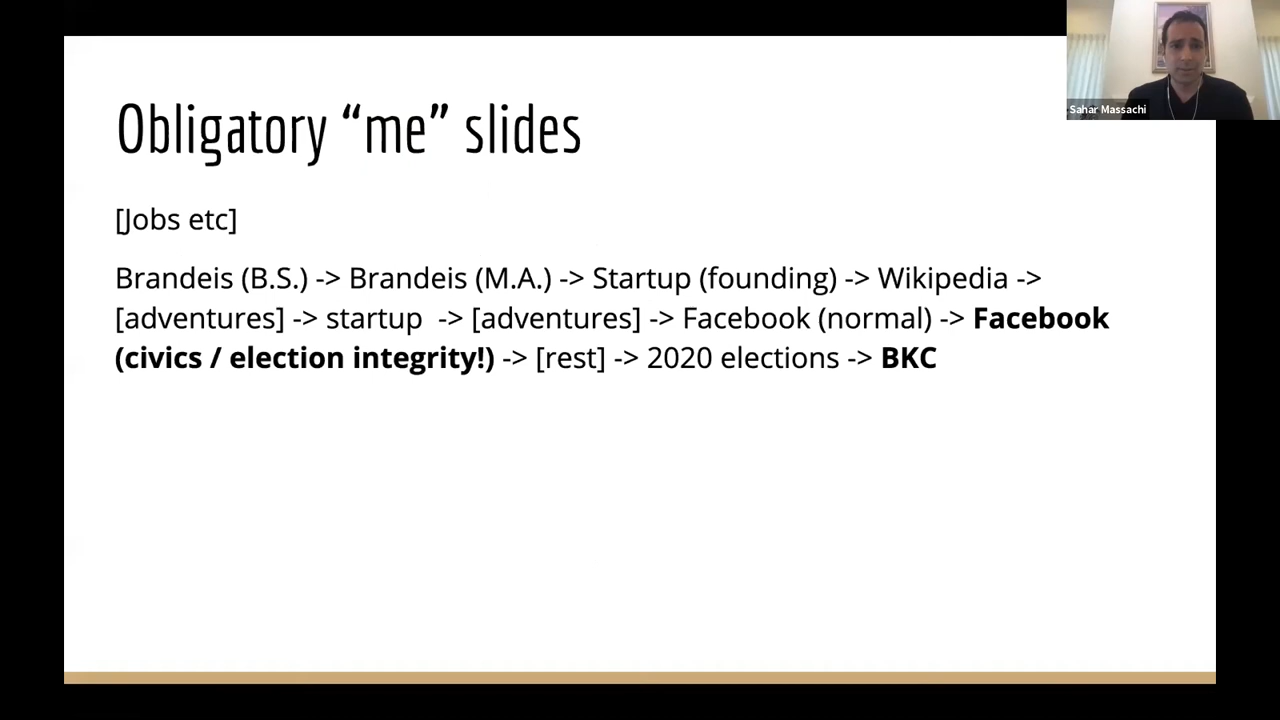 Obligatory “me” slides
[Jobs etc]
Brandeis (B.S.) -> Brandeis (M.A.) -> Startup (founding) -> Wikipedia ->
[adventures] -> startup -> [adventures] -> Facebook (normal) -> Facebook
(civics / election integrity!) -> [rest] -> 2020 elections -> BKC
Sahar Massachi